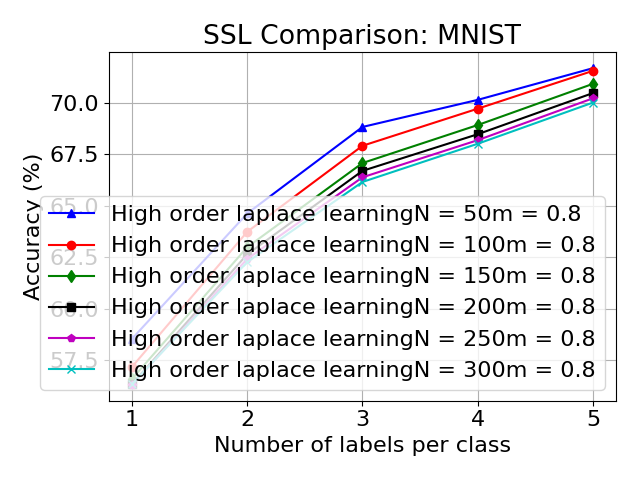 SSL Comparison: MNIST
Accuracy (%)
70.0
67.5
65.0
62.5
60.0
57.5
High order laplace learningN = 50m = 0.8
High order laplace learningN = 100m = 0.8
High order laplace learningN = 150m = 0.8
High order laplace learningN = 200m = 0.8
High order laplace learningN = 250m = 0.8
High order laplace learningN = 300m = 0.8
1 2 3 4 5
Number of labels per class